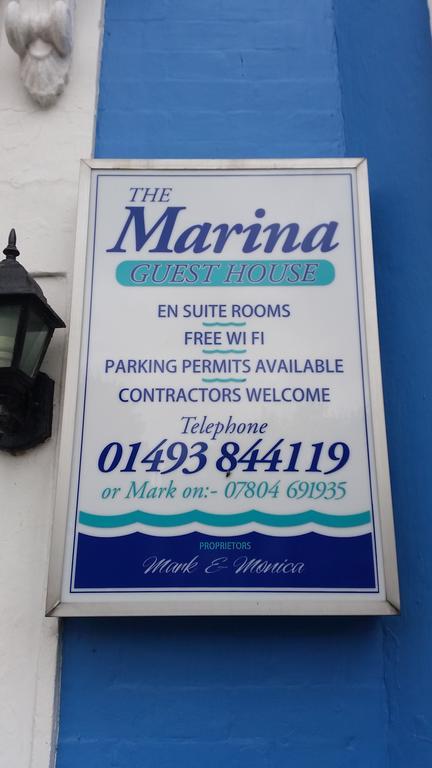 THE
Marina
GUEST HOUSE
EN SUITE ROOMS
FREE WI FI
PARKING PERMITS AVAILABLE
CONTRACTORS WELCOME
Telephone
01493 844119
or Mark on:- 07804 691935
PROPRIETORS
Mark & Monica